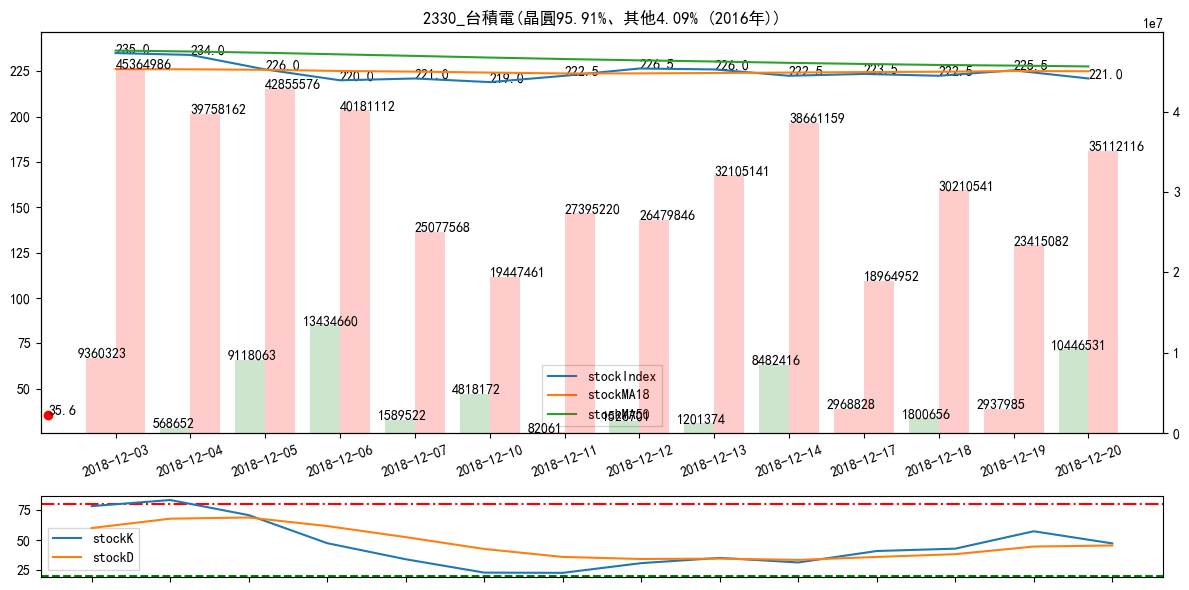 2330_台積電(晶圓95.91%、其他4.09% (2016年))
1e7
235.0 234.0 226.0 220.0 221.0 219.0 222.5 226.5 226.0 222.5 223.5 222.5 225.5 221.0
45364986 39758162 42855576 40181112 25077568 19447461 27395220 26479846 32105141 38661159 18964952 30210541 23415082 35112116
9360323 568652 9118063 13434660 1589522 4818172 82061 1526701 1201374 8482416 2968828 1800656 2937985 10446531
35.6
225
200
175
150
125
100
75
50
4
3
2
1
0
stockIndex
stockMA18
stockMA50
2018-12-03 2018-12-04 2018-12-05 2018-12-06 2018-12-07 2018-12-10 2018-12-11 2018-12-12 2018-12-13 2018-12-14 2018-12-17 2018-12-18 2018-12-19 2018-12-20
75
50
25
stockK
stockD